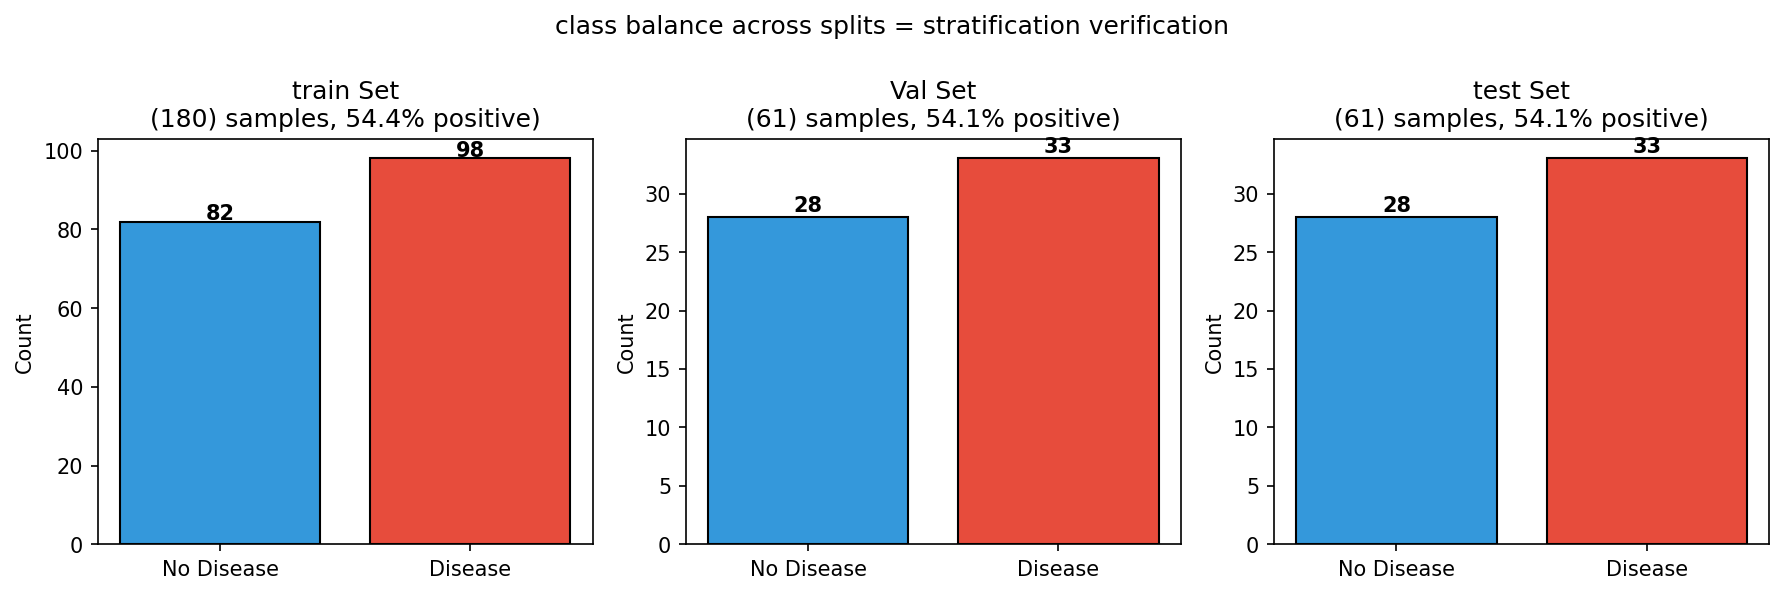 class balance across splits = stratification verification
train Set
(180) samples, 54.4% positive)
100
80
60
40
20
0
Count
82
98
No Disease
Disease
Val Set
(61) samples, 54.1% positive)
30
25
20
15
10
5
0
Count
28
33
No Disease
Disease
test Set
(61) samples, 54.1% positive)
30
25
20
15
10
5
0
Count
28
33
No Disease
Disease